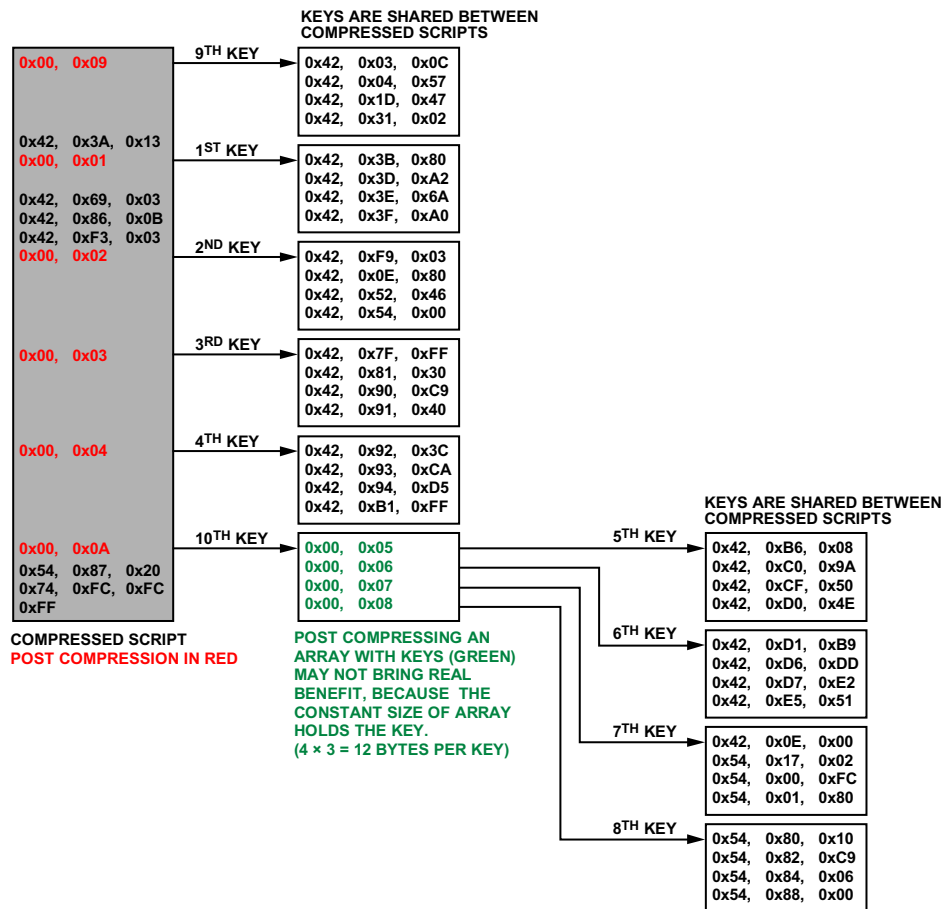 KEYS ARE SHARED BETWEEN
COMPRESSED SCRIPTS
0x00, 0x09
9TH KEY
0x42, 0x03, 0x0C
0x42, 0x04, 0x57
0x42, 0x1D, 0x47
0x42, 0x31, 0x02
0x42, 0x3A, 0x13
0x00, 0x01
1ST KEY
0x42, 0x3B, 0x80
0x42, 0x3D, 0xA2
0x42, 0x3E, 0x6A
0x42, 0x3F, 0xA0
0x42, 0x69, 0x03
0x42, 0x86, 0x0B
0x42, 0xF3, 0x03
0x00, 0x02
2ND KEY
0x42, 0xF9, 0x03
0x42, 0x0E, 0x80
0x42, 0x52, 0x46
0x42, 0x54, 0x00
0x00, 0x03
3RD KEY
0x42, 0x7F, 0xFF
0x42, 0x81, 0x30
0x42, 0x90, 0xC9
0x42, 0x91, 0x40
0x00, 0x04
4TH KEY
0x42, 0x92, 0x3C
0x42, 0x93, 0xCA
0x42, 0x94, 0xD5
0x42, 0xB1, 0xFF
0x00, 0x0A
0x54, 0x87, 0x20
0x74, 0xFC, 0xFC
0xFF
10TH KEY
0x00, 0x05
0x00, 0x06
0x00, 0x07
0x00, 0x08
COMPRESSED SCRIPT
POST COMPRESSION IN RED
POST COMPRESSING AN
ARRAY WITH KEYS (GREEN)
MAY NOT BRING REAL
BENEFIT, BECAUSE THE
CONSTANT SIZE OF ARRAY
HOLDS THE KEY.
(4 × 3 = 12 BYTES PER KEY)
KEYS ARE SHARED BETWEEN
COMPRESSED SCRIPTS
5TH KEY
0x42, 0xB6, 0x08
0x42, 0xC0, 0x9A
0x42, 0xCF, 0x50
0x42, 0xD0, 0x4E
6TH KEY
0x42, 0xD1, 0xB9
0x42, 0xD6, 0xDD
0x42, 0xD7, 0xE2
0x42, 0xE5, 0x51
7TH KEY
0x42, 0x0E, 0x00
0x54, 0x17, 0x02
0x54, 0x00, 0xFC
0x54, 0x01, 0x80
8TH KEY
0x54, 0x80, 0x10
0x54, 0x82, 0xC9
0x54, 0x84, 0x06
0x54, 0x88, 0x00